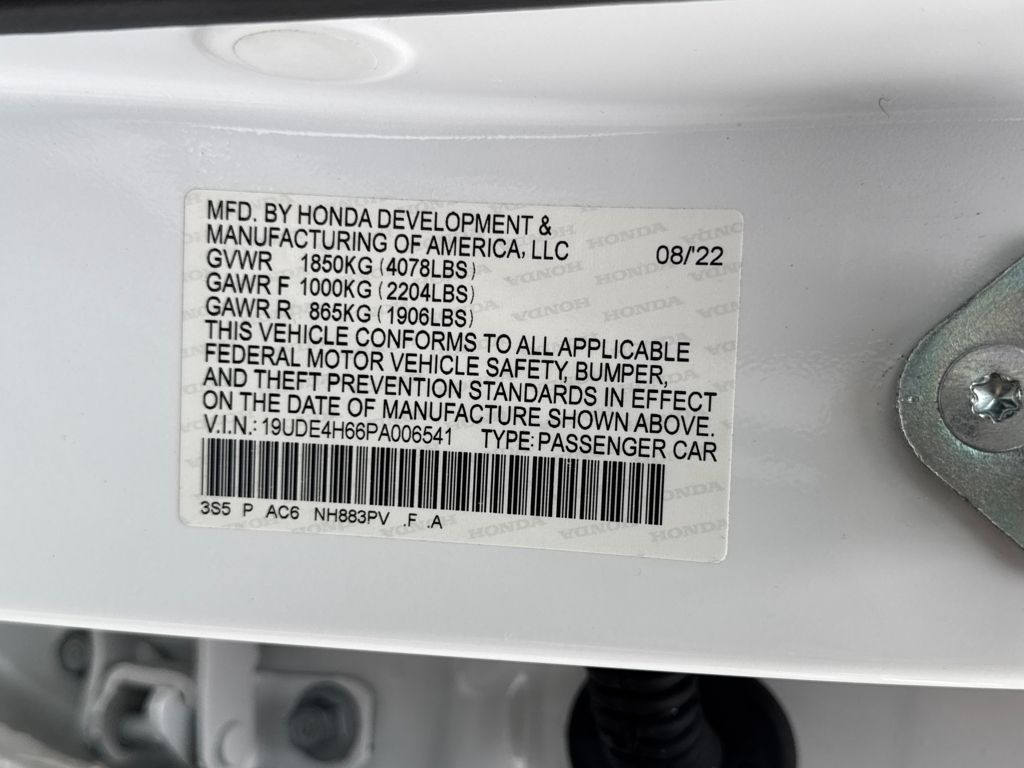 MFD. BY HONDA DEVELOPMENT &
MANUFACTURING OF AMERICA, LLC 08/'22
GVWR 1850KG (4078LBS)
GAWR F 1000KG (2204LBS)
GAWR R 865KG (1906LBS)
THIS VEHICLE CONFORMS TO ALL APPLICABLE
FEDERAL MOTOR VEHICLE SAFETY, BUMPER,
AND THEFT PREVENTION STANDARDS IN EFFECT
ON THE DATE OF MANUFACTURE SHOWN ABOVE.
V.I.N.: 19UDE4H66PA006541 TYPE: PASSENGER CAR
3S5 P AC6 NH883PV .F .A